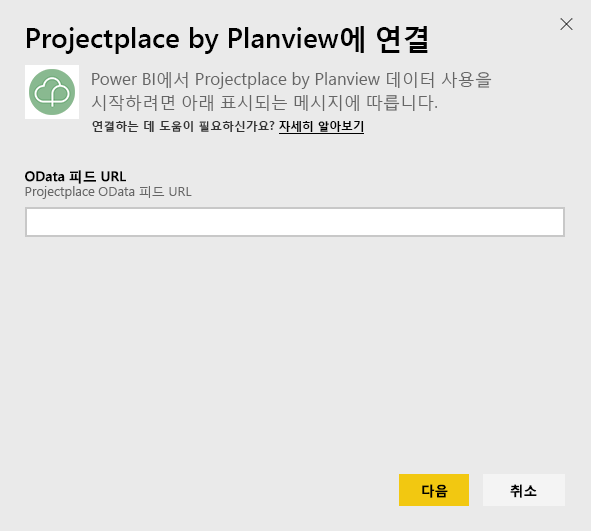 Projectplace by Planview에 연결
Power BI에서 Projectplace by Planview 데이터 사용을
시작하려면 아래 표시되는 메시지에 따릅니다.
연결하는 데 도움이 필요하신가요? 자세히 알아보기
OData 피드 URL
Projectplace OData 피드 URL
다음
취소